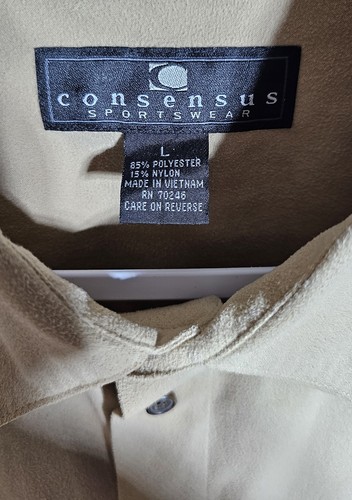 consensus
SPORTSWEAR
L
85% POLYESTER
15% NYLON
MADE IN VIETNAM
RN 70246
CARE ON REVERSE